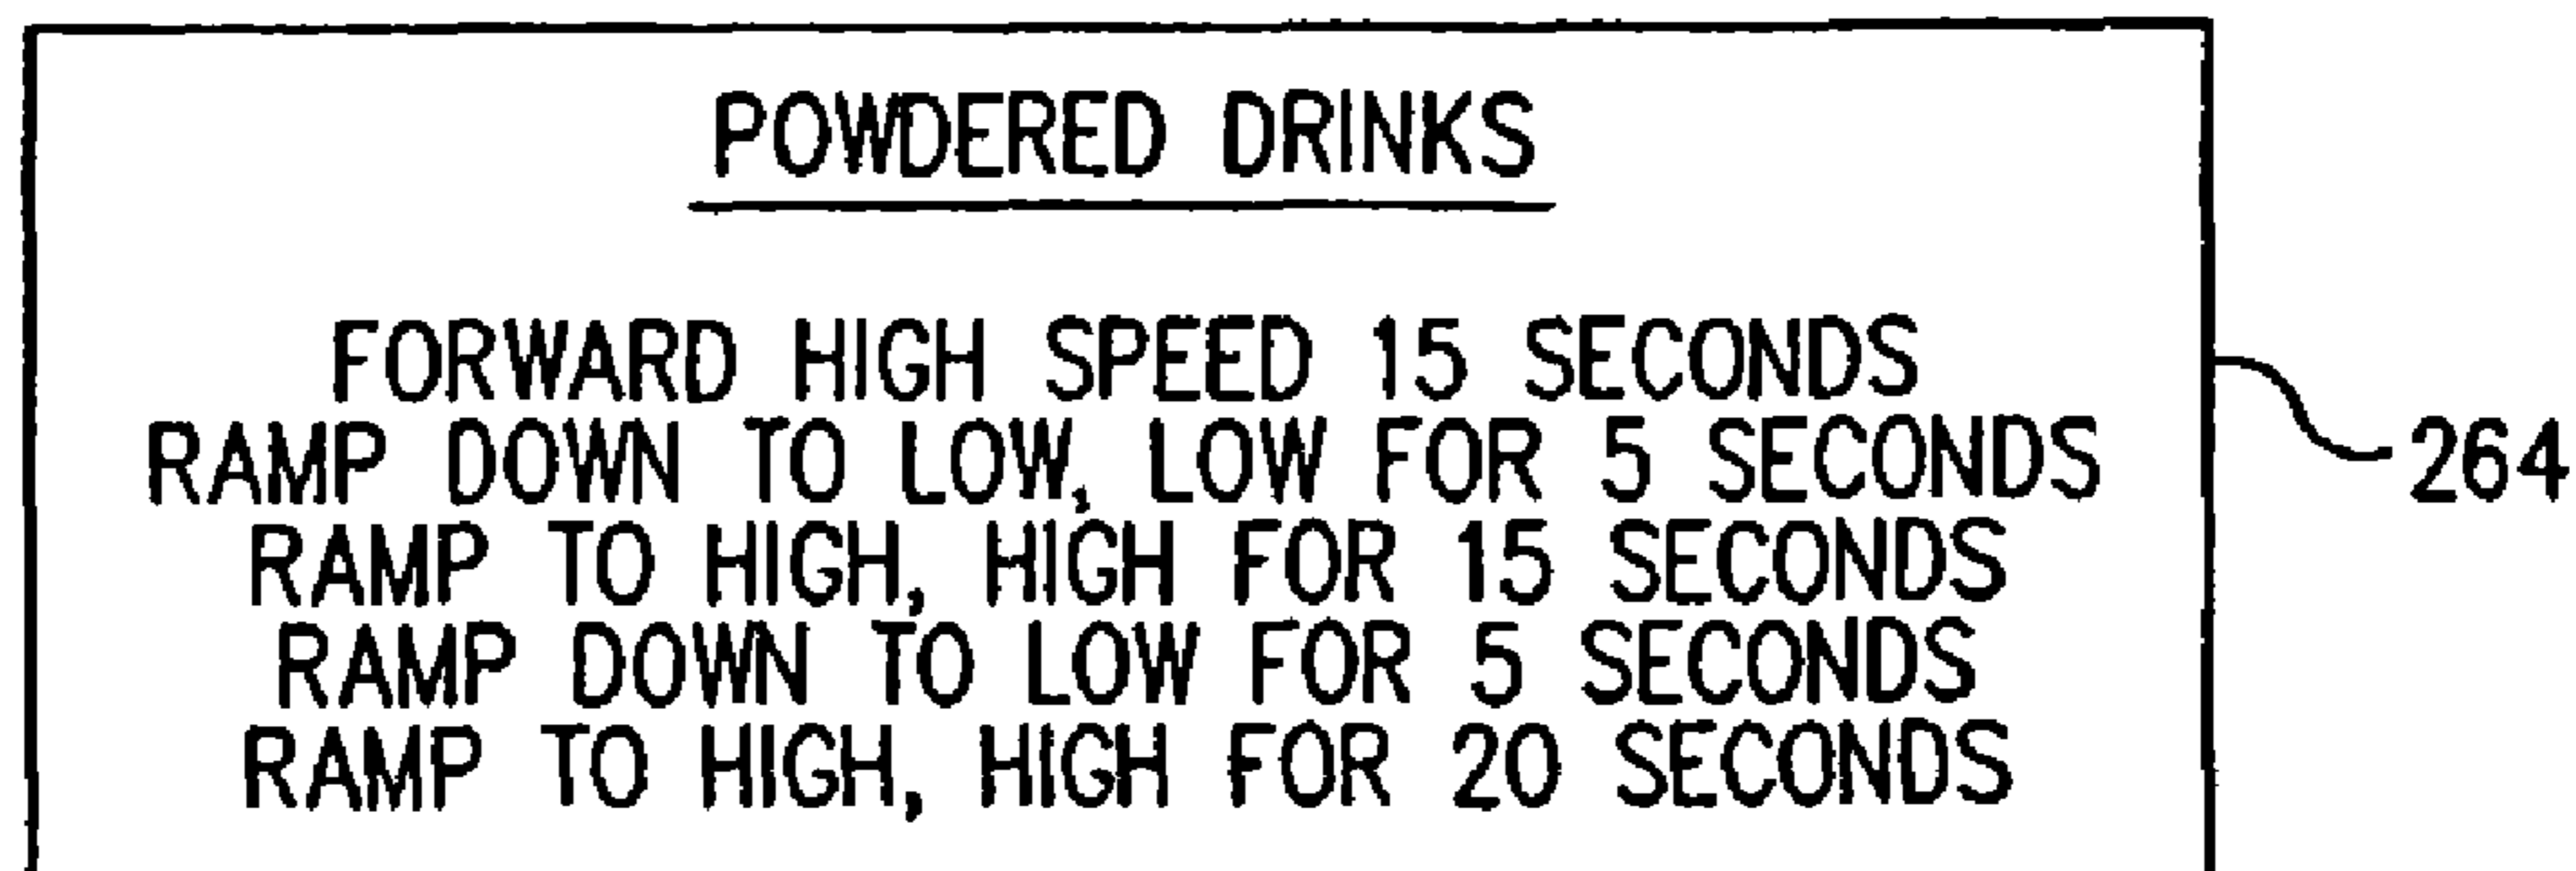 POWDERED DRINKS
FORWARD HIGH SPEED 15 SECONDS
RAMP DOWN TO LOW, LOW FOR 5 SECONDS
264
RAMP TO HIGH, HIGH FOR 15 SECONDS
RAMP DOWN TO LOW FOR 5 SECONDS
RAMP TO HIGH, HIGH FOR 20 SECONDS